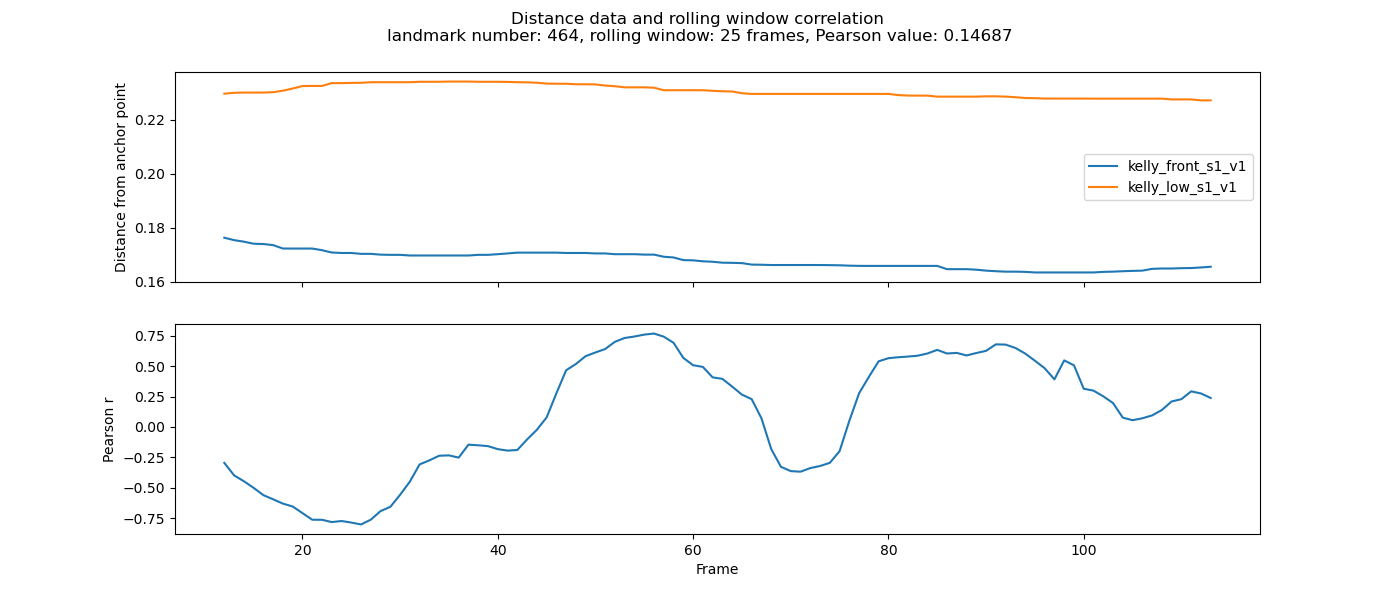 Distance data and rolling window correlation
landmark number: 464, rolling window: 25 frames, Pearson value: 0.14687
Distance from anchor point
0.22
0.20
0.18
0.16
kelly_front_s1_v1
kelly_low_s1_v1
Pearson r
0.75
0.50
0.25
0.00
−0.25
−0.50
−0.75
20 40 60 80 100
Frame